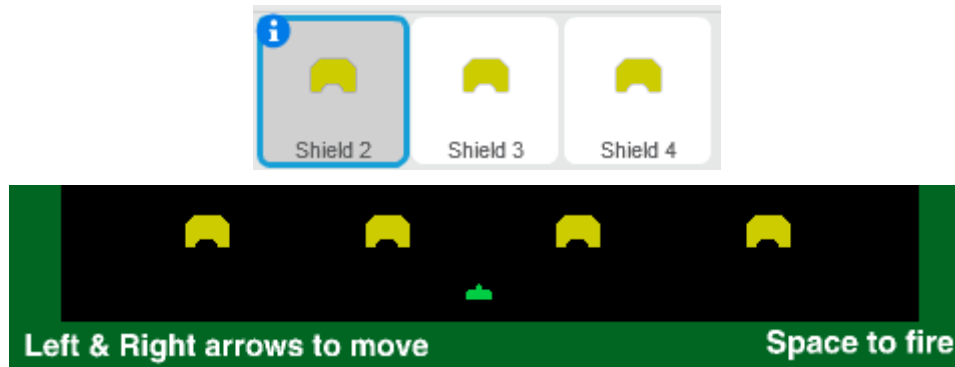 Shield 2 Shield 3 Shield 4
Left & Right arrows to move Space to fire